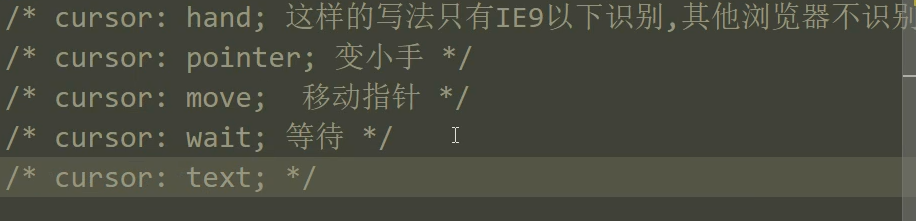 /* cursor: hand; 这样的写法只有IE9以下识别,其他浏览器不识别
/* cursor: pointer; 变小手 */
/* cursor: move;  移动指针 */
/* cursor: wait; 等待 */
/* cursor: text; */